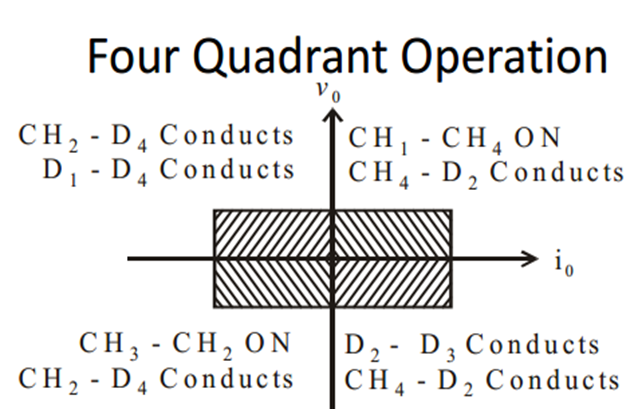 Four Quadrant Operation
v₀
CH₂ - D₄ Conducts
D₁ - D₄ Conducts
CH₁ - CH₄ ON
CH₄ - D₂ Conducts
i₀
CH₃ - CH₂ ON
CH₂ - D₄ Conducts
D₂ - D₃ Conducts
CH₄ - D₂ Conducts